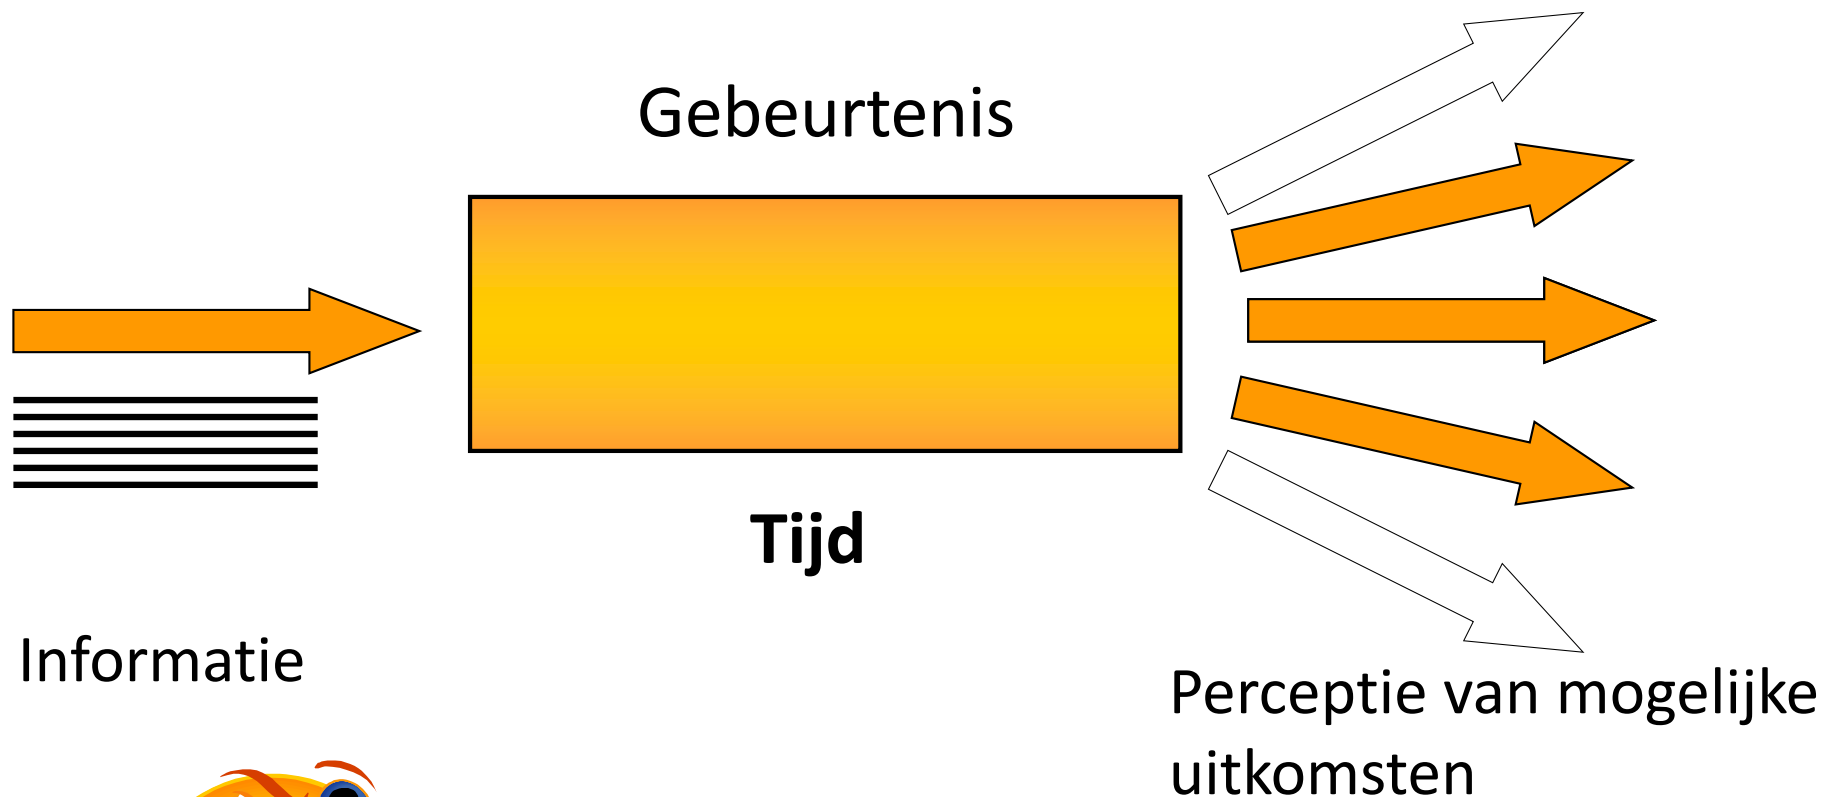 Gebeurtenis
Tijd
Informatie
Perceptie van mogelijke
uitkomsten